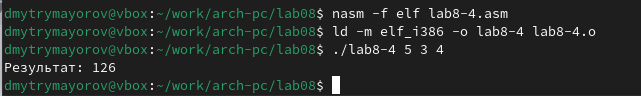 dmytrymayorov@vbox:~/work/arch-pc/lab08$ nasm -f elf lab8-4.asm
dmytrymayorov@vbox:~/work/arch-pc/lab08$ ld -m elf_i386 -o lab8-4 lab8-4.o
dmytrymayorov@vbox:~/work/arch-pc/lab08$ ./lab8-4 5 3 4
Результат: 126
dmytrymayorov@vbox:~/work/arch-pc/lab08$